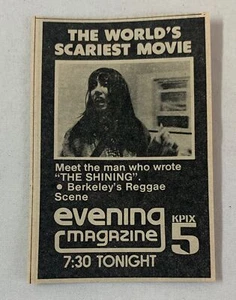 THE WORLD'S
SCARIEST MOVIE
Meet the man who wrote
"THE SHINING".
• Berkeley's Reggae
Scene
evening
MAGAZINE
KPIX
5
7:30 TONIGHT